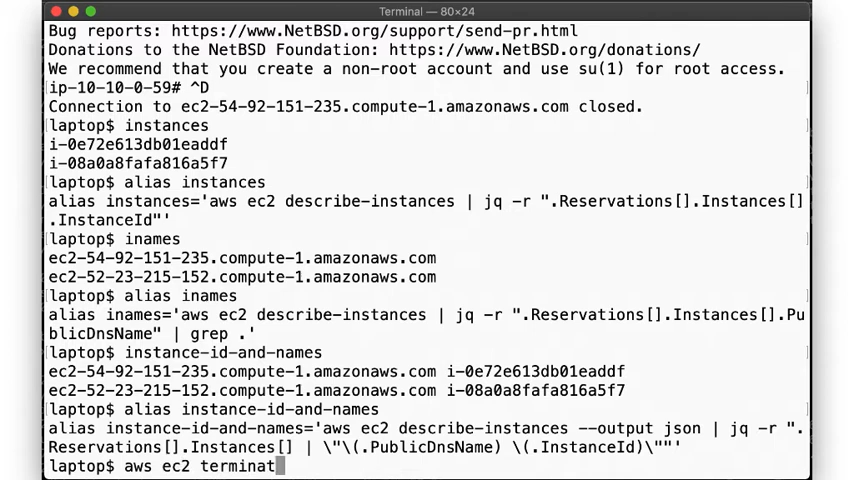 Terminal — 80×24
Bug reports: https://www.NetBSD.org/support/send-pr.html
Donations to the NetBSD Foundation: https://www.NetBSD.org/donations/
We recommend that you create a non-root account and use su(1) for root access.
ip-10-10-0-59# ^D
Connection to ec2-54-92-151-235.compute-1.amazonaws.com closed.
laptop$ instances
i-0e72e613db01eaddf
i-08a0a8fafa816a5f7
laptop$ alias instances
alias instances='aws ec2 describe-instances | jq -r ".Reservations[].Instances[]
.InstanceId"'
laptop$ inames
ec2-54-92-151-235.compute-1.amazonaws.com
ec2-52-23-215-152.compute-1.amazonaws.com
laptop$ alias inames
alias inames='aws ec2 describe-instances | jq -r ".Reservations[].Instances[].Pu
blicDnsName" | grep .'
laptop$ instance-id-and-names
ec2-54-92-151-235.compute-1.amazonaws.com i-0e72e613db01eaddf
ec2-52-23-215-152.compute-1.amazonaws.com i-08a0a8fafa816a5f7
laptop$ alias instance-id-and-names
alias instance-id-and-names='aws ec2 describe-instances --output json | jq -r ".
Reservations[].Instances[] | \"\(.PublicDnsName) \(.InstanceId)\""'
laptop$ aws ec2 terminat